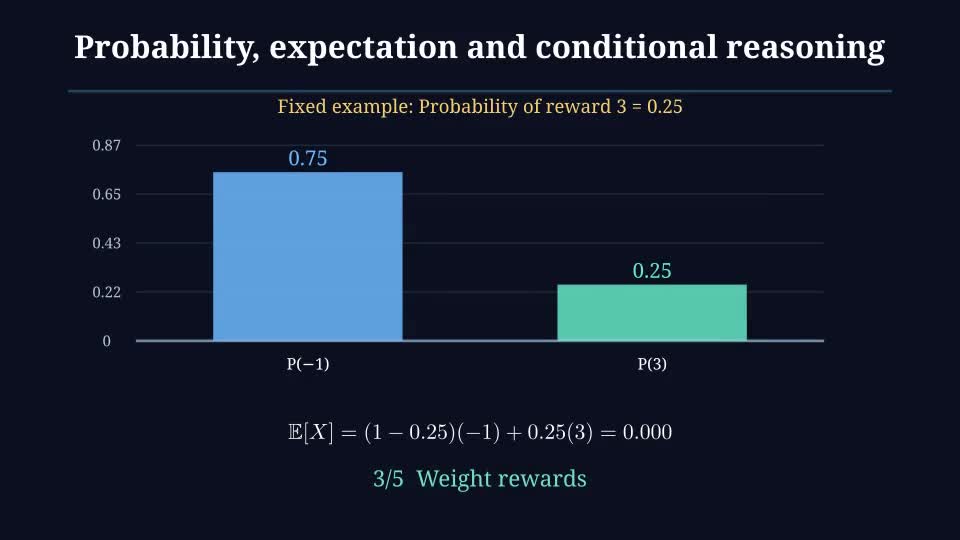 Probability, expectation and conditional reasoning
Fixed example: Probability of reward 3 = 0.25
0.87
0.75
0.65
0.43
0.25
0.22
0
P(−1)
P(3)
𝔼[X] = (1 − 0.25)(−1) + 0.25(3) = 0.000
3/5 Weight rewards